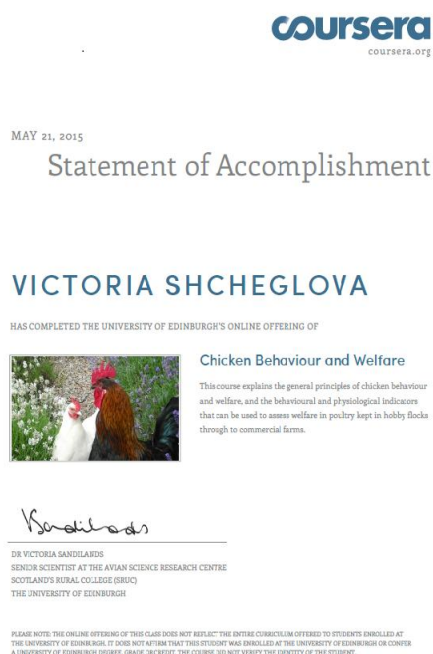 coursera
coursera.org
MAY 21, 2015
Statement of Accomplishment
VICTORIA SHCHEGLOVA
HAS COMPLETED THE UNIVERSITY OF EDINBURGH'S ONLINE OFFERING OF
Chicken Behaviour and Welfare
This course explains the general principles of chicken behaviour
and welfare, and the behavioural and physiological indicators
that can be used to assess welfare in poultry kept in hobby flocks
through to commercial farms.
VSandilands
DR VICTORIA SANDILANDS
SENIOR SCIENTIST AT THE AVIAN SCIENCE RESEARCH CENTRE
SCOTLAND'S RURAL COLLEGE (SRUC)
THE UNIVERSITY OF EDINBURGH
PLEASE NOTE: THE ONLINE OFFERING OF THIS CLASS DOES NOT REFLECT THE ENTIRE CURRICULUM OFFERED TO STUDENTS ENROLLED AT
THE UNIVERSITY OF EDINBURGH. IT DOES NOT AFFIRM THAT THIS STUDENT WAS ENROLLED AT THE UNIVERSITY OF EDINBURGH OR CONFER
A UNIVERSITY OF EDINBURGH DEGREE, GRADE OR CREDIT. THE COURSE DID NOT VERIFY THE IDENTITY OF THE STUDENT.